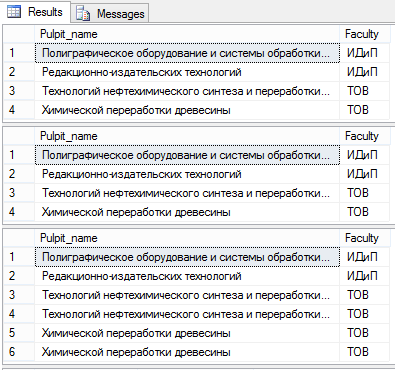 Results Messages
Pulpit_name Faculty
1 Полиграфическое оборудование и системы обработки... ИДиП
2 Редакционно-издательских технологий ИДиП
3 Технологий нефтехимического синтеза и переработки... ТОВ
4 Химической переработки древесины ТОВ
Pulpit_name Faculty
1 Полиграфическое оборудование и системы обработки... ИДиП
2 Редакционно-издательских технологий ИДиП
3 Технологий нефтехимического синтеза и переработки... ТОВ
4 Химической переработки древесины ТОВ
Pulpit_name Faculty
1 Полиграфическое оборудование и системы обработки... ИДиП
2 Редакционно-издательских технологий ИДиП
3 Технологий нефтехимического синтеза и переработки... ТОВ
4 Технологий нефтехимического синтеза и переработки... ТОВ
5 Химической переработки древесины ТОВ
6 Химической переработки древесины ТОВ